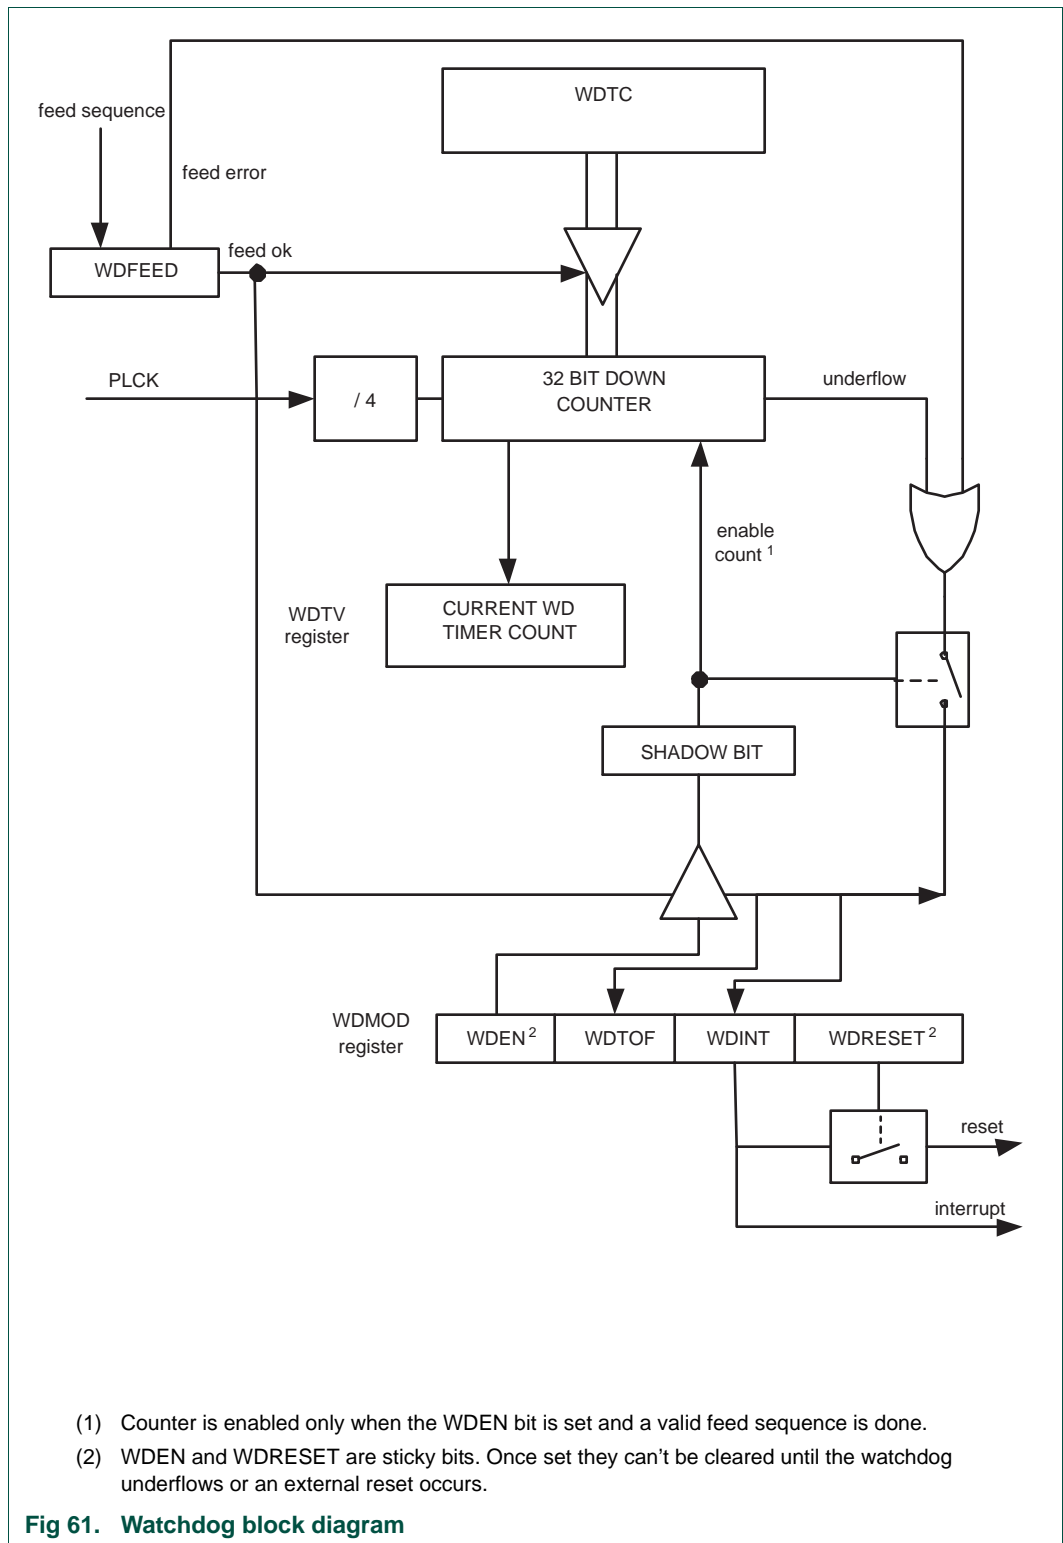 WDTC
feed sequence
feed error
feed ok
WDFEED
PLCK
/ 4
32 BIT DOWN
COUNTER
underflow
enable
count 1
WDTV
register
CURRENT WD
TIMER COUNT
SHADOW BIT
WDMOD
register
WDEN 2
WDTOF
WDINT
WDRESET 2
reset
interrupt
(1) Counter is enabled only when the WDEN bit is set and a valid feed sequence is done.
(2) WDEN and WDRESET are sticky bits. Once set they can't be cleared until the watchdog
underflows or an external reset occurs.
Fig 61. Watchdog block diagram